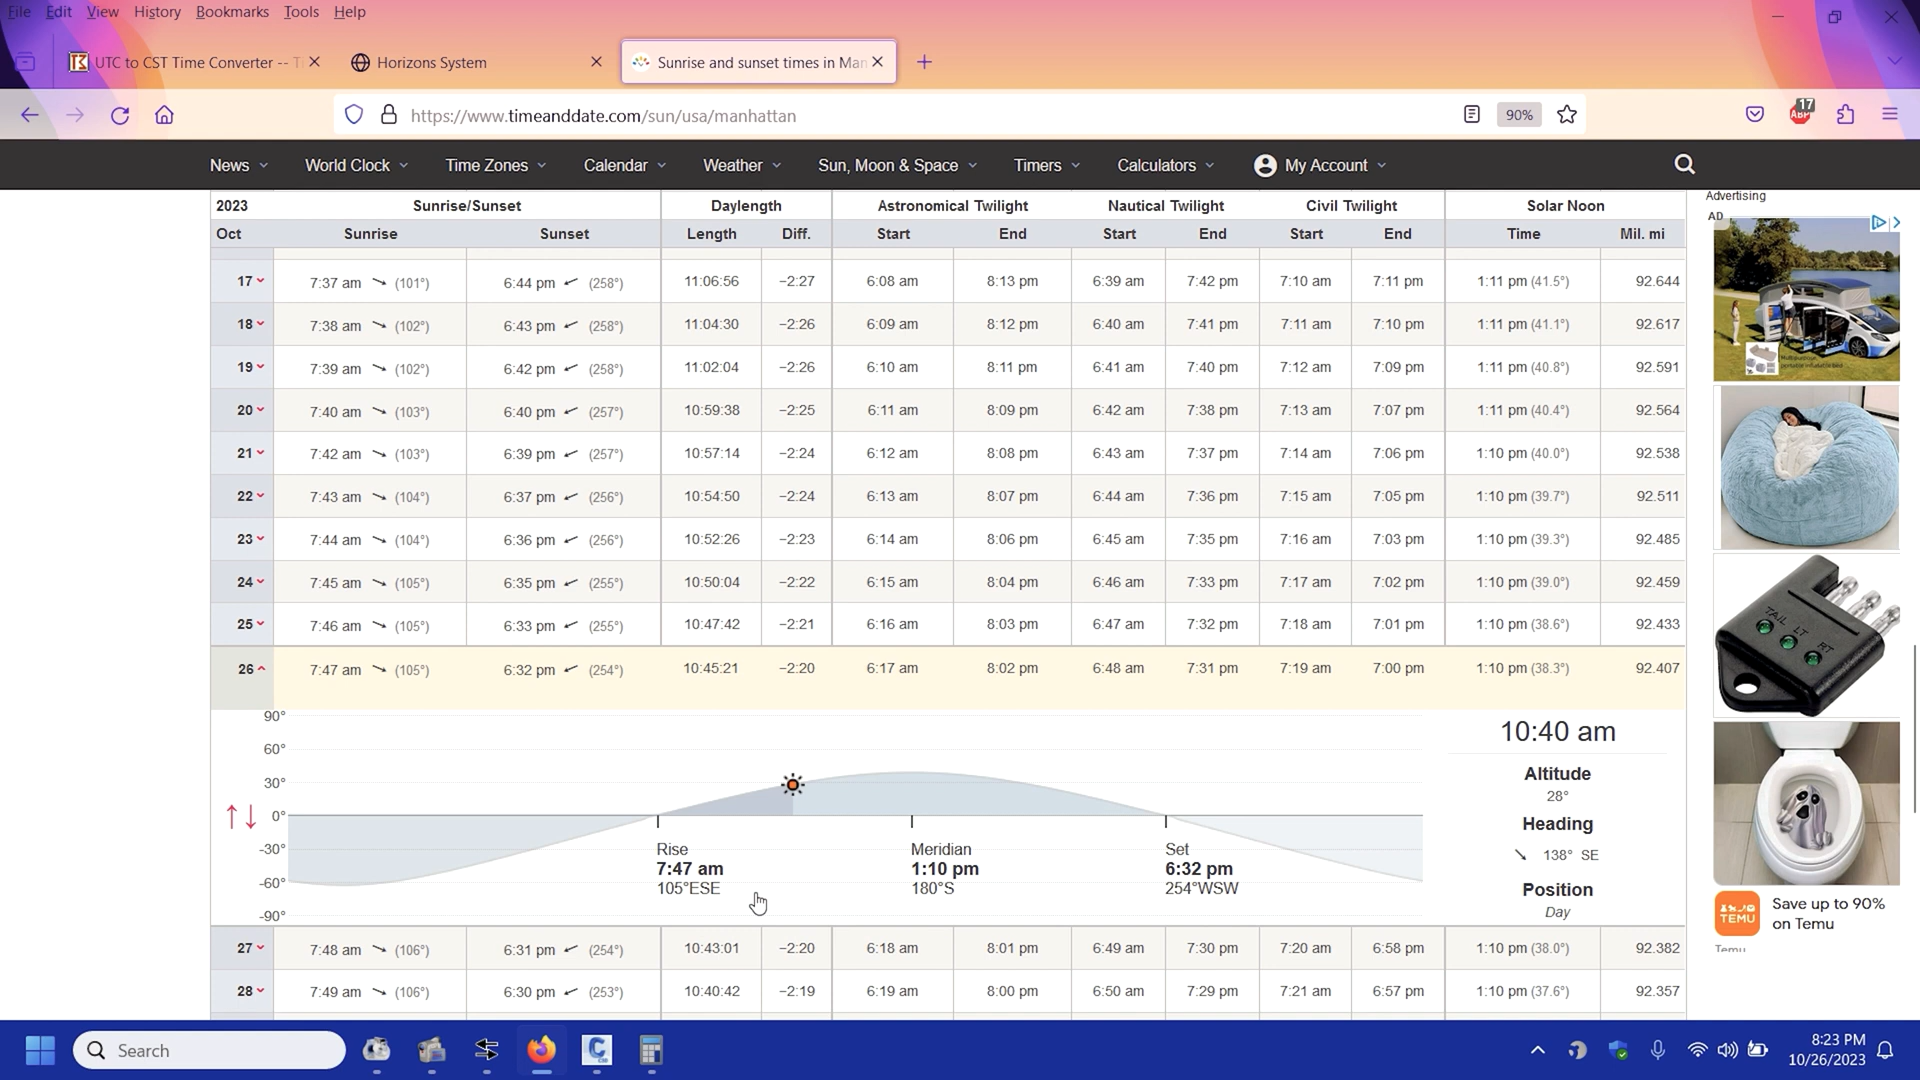 File Edit View History Bookmarks Tools Help
UTC to CST Time Converter -- Ti
Horizons System
Sunrise and sunset times in Man
https://www.timeanddate.com/sun/usa/manhattan
90%
17
ABP
News World Clock Time Zones Calendar Weather Sun, Moon & Space Timers Calculators My Account
2023 Sunrise/Sunset Daylength Astronomical Twilight Nautical Twilight Civil Twilight Solar Noon
Oct Sunrise Sunset Length Diff. Start End Start End Start End Time Mil. mi
17 7:37 am (101°) 6:44 pm (258°) 11:06:56 −2:27 6:08 am 8:13 pm 6:39 am 7:42 pm 7:10 am 7:11 pm 1:11 pm (41.5°) 92.644
18 7:38 am (102°) 6:43 pm (258°) 11:04:30 −2:26 6:09 am 8:12 pm 6:40 am 7:41 pm 7:11 am 7:10 pm 1:11 pm (41.1°) 92.617
19 7:39 am (102°) 6:42 pm (258°) 11:02:04 −2:26 6:10 am 8:11 pm 6:41 am 7:40 pm 7:12 am 7:09 pm 1:11 pm (40.8°) 92.591
20 7:40 am (103°) 6:40 pm (257°) 10:59:38 −2:25 6:11 am 8:09 pm 6:42 am 7:38 pm 7:13 am 7:07 pm 1:11 pm (40.4°) 92.564
21 7:42 am (103°) 6:39 pm (257°) 10:57:14 −2:24 6:12 am 8:08 pm 6:43 am 7:37 pm 7:14 am 7:06 pm 1:10 pm (40.0°) 92.538
22 7:43 am (104°) 6:37 pm (256°) 10:54:50 −2:24 6:13 am 8:07 pm 6:44 am 7:36 pm 7:15 am 7:05 pm 1:10 pm (39.7°) 92.511
23 7:44 am (104°) 6:36 pm (256°) 10:52:26 −2:23 6:14 am 8:06 pm 6:45 am 7:35 pm 7:16 am 7:03 pm 1:10 pm (39.3°) 92.485
24 7:45 am (105°) 6:35 pm (255°) 10:50:04 −2:22 6:15 am 8:04 pm 6:46 am 7:33 pm 7:17 am 7:02 pm 1:10 pm (39.0°) 92.459
25 7:46 am (105°) 6:33 pm (255°) 10:47:42 −2:21 6:16 am 8:03 pm 6:47 am 7:32 pm 7:18 am 7:01 pm 1:10 pm (38.6°) 92.433
26 7:47 am (105°) 6:32 pm (254°) 10:45:21 −2:20 6:17 am 8:02 pm 6:48 am 7:31 pm 7:19 am 7:00 pm 1:10 pm (38.3°) 92.407
90°
60°
30°
0°
-30°
-60°
-90°
Rise
7:47 am
105°ESE
Meridian
1:10 pm
180°S
Set
6:32 pm
254°WSW
10:40 am
Altitude
28°
Heading
138° SE
Position
Day
27 7:48 am (106°) 6:31 pm (254°) 10:43:01 −2:20 6:18 am 8:01 pm 6:49 am 7:30 pm 7:20 am 6:58 pm 1:10 pm (38.0°) 92.382
28 7:49 am (106°) 6:30 pm (253°) 10:40:42 −2:19 6:19 am 8:00 pm 6:50 am 7:29 pm 7:21 am 6:57 pm 1:10 pm (37.6°) 92.357
Advertising
AD
TAIL LT RT
TEMU
Save up to 90%
on Temu
Temu
Search
8:23 PM
10/26/2023